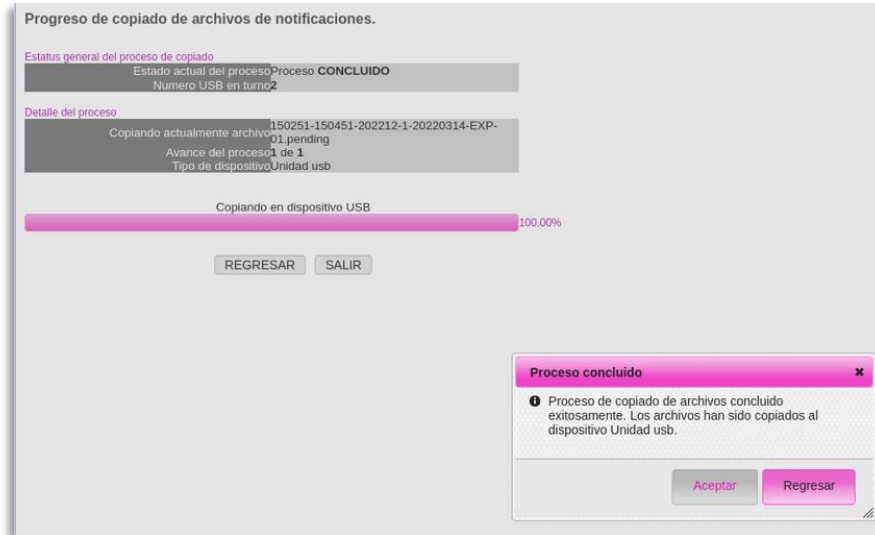 Progreso de copiado de archivos de notificaciones.
Estatus general del proceso de copiado
Estado actual del proceso Proceso CONCLUIDO
Numero USB en turno 2
Detalle del proceso
Copiando actualmente archivo 150251-150451-202212-1-20220314-EXP-
01.pending
Avance del proceso 1 de 1
Tipo de dispositivo Unidad usb
Copiando en dispositivo USB
100.00%
REGRESAR SALIR
Proceso concluido
Proceso de copiado de archivos concluido
exitosamente. Los archivos han sido copiados al
dispositivo Unidad usb.
Aceptar Regresar